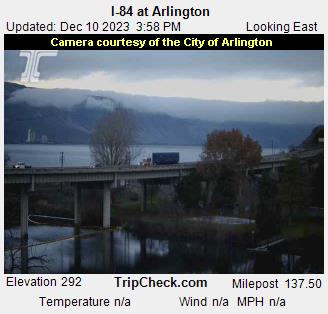 I-84 at Arlington
Updated: Dec 10 2023 3:58 PM Looking East
Camera courtesy of the City of Arlington
Elevation 292 TripCheck.com Milepost 137.50
Temperature n/a Wind n/a MPH n/a